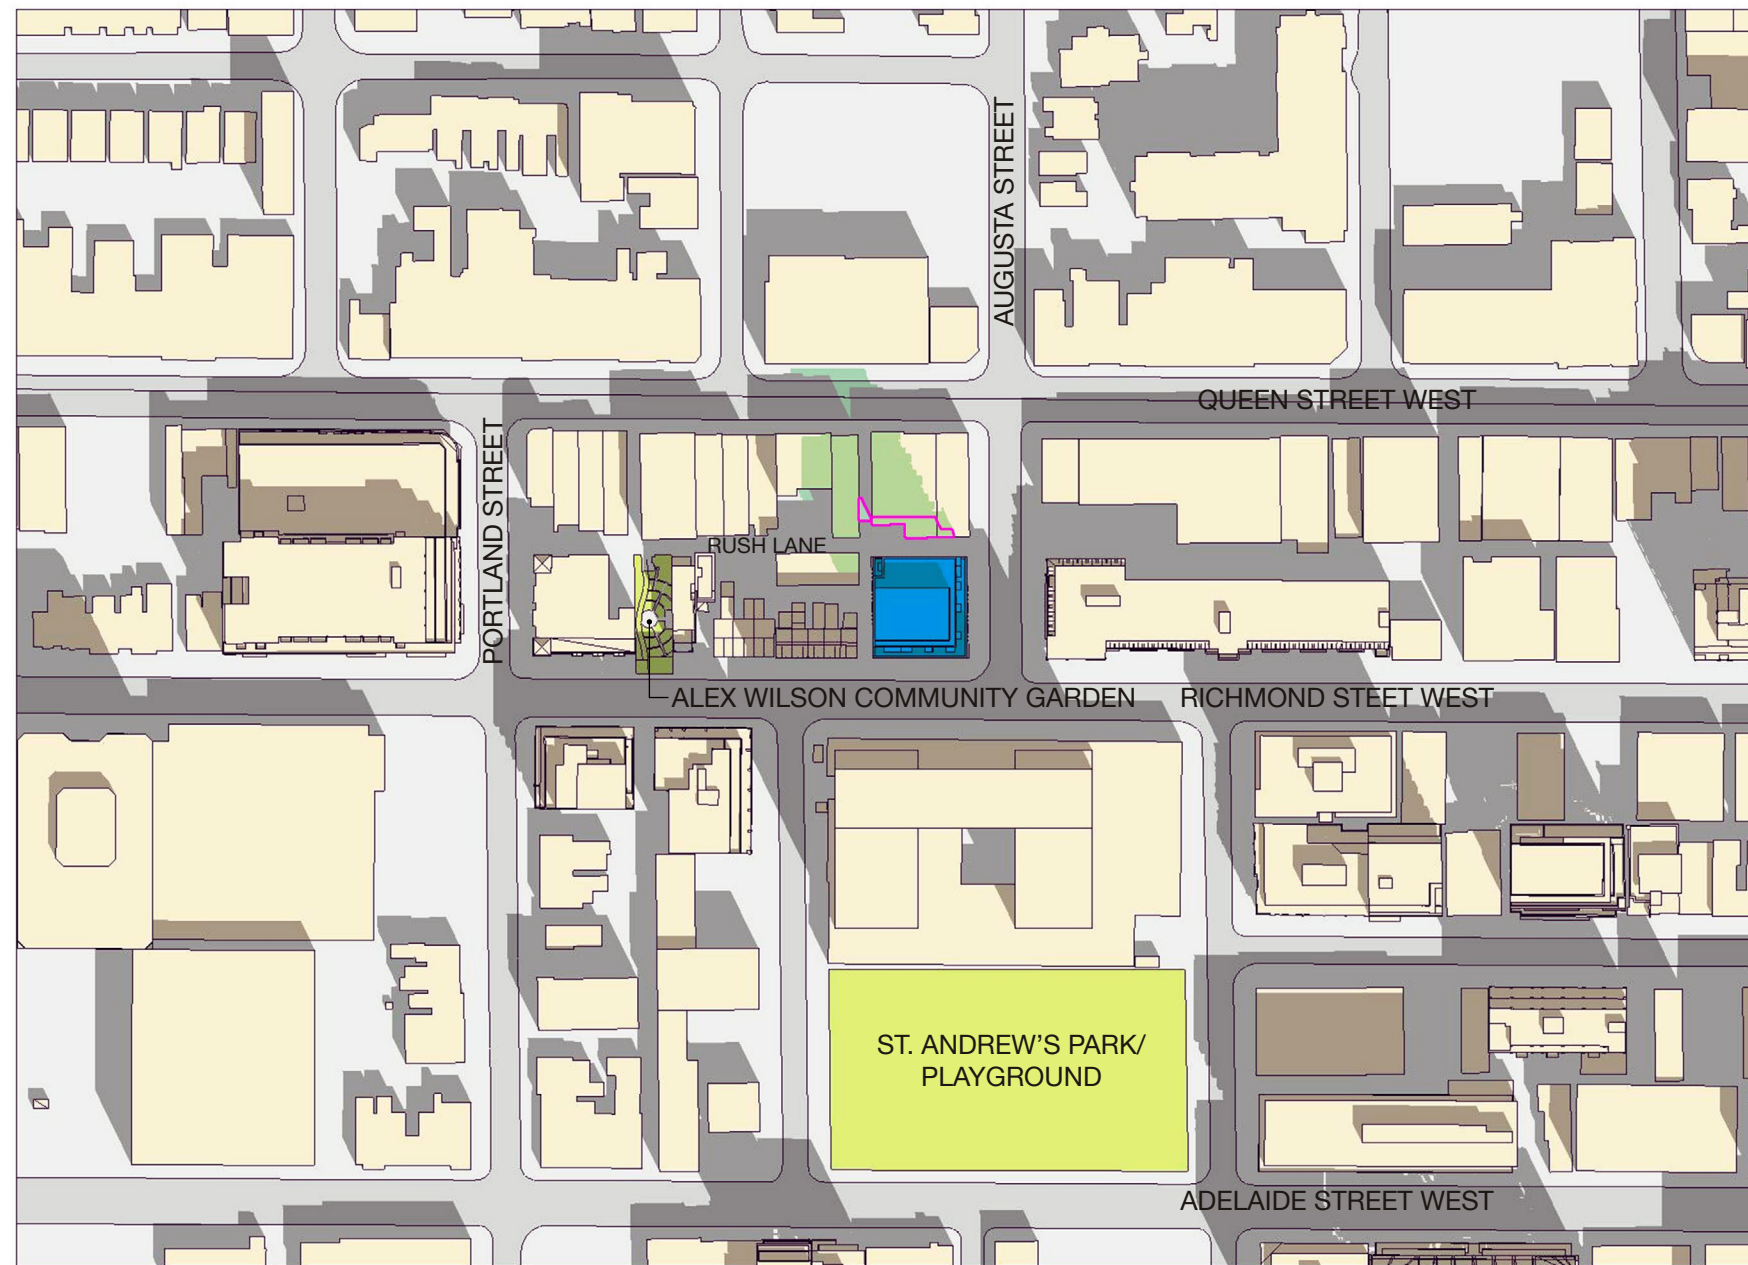 AUGUSTA STREET
QUEEN STREET WEST
PORTLAND STREET
RUSH LANE
ALEX WILSON COMMUNITY GARDEN
RICHMOND STEET WEST
ST. ANDREW'S PARK/
PLAYGROUND
ADELAIDE STREET WEST